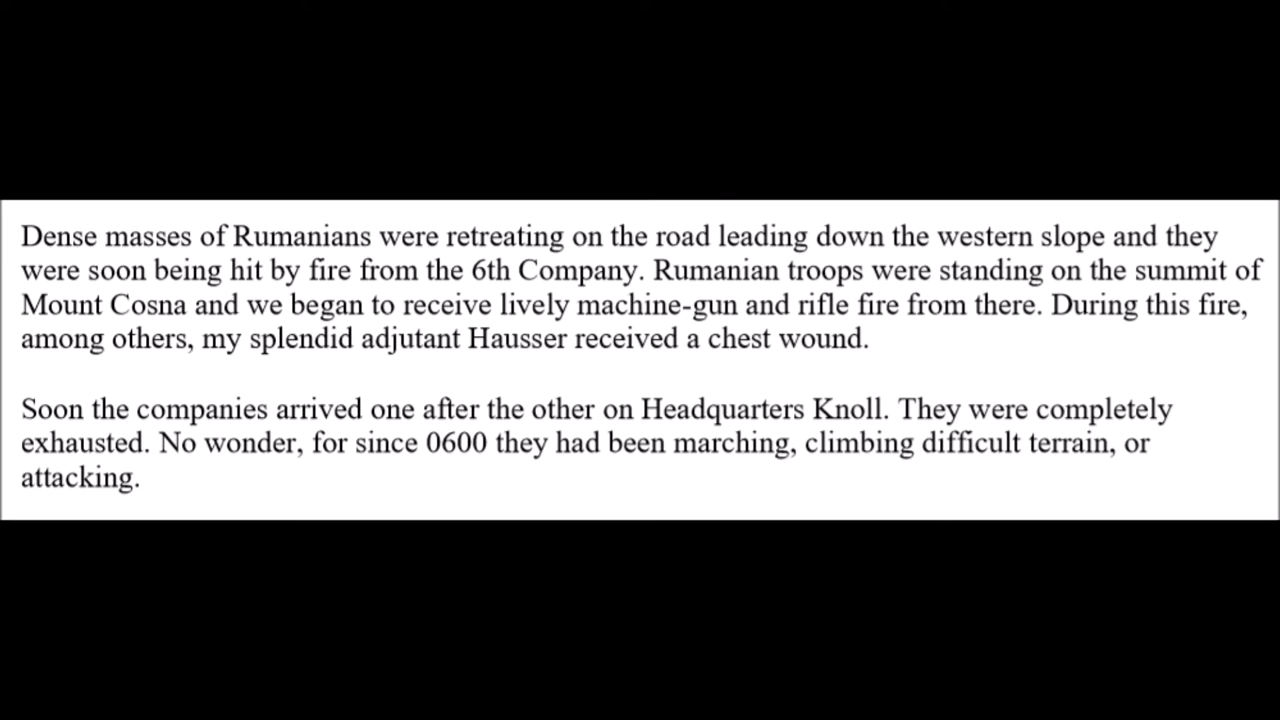 Dense masses of Rumanians were retreating on the road leading down the western slope and they
were soon being hit by fire from the 6th Company. Rumanian troops were standing on the summit of
Mount Cosna and we began to receive lively machine-gun and rifle fire from there. During this fire,
among others, my splendid adjutant Hausser received a chest wound.
Soon the companies arrived one after the other on Headquarters Knoll. They were completely
exhausted. No wonder, for since 0600 they had been marching, climbing difficult terrain, or
attacking.